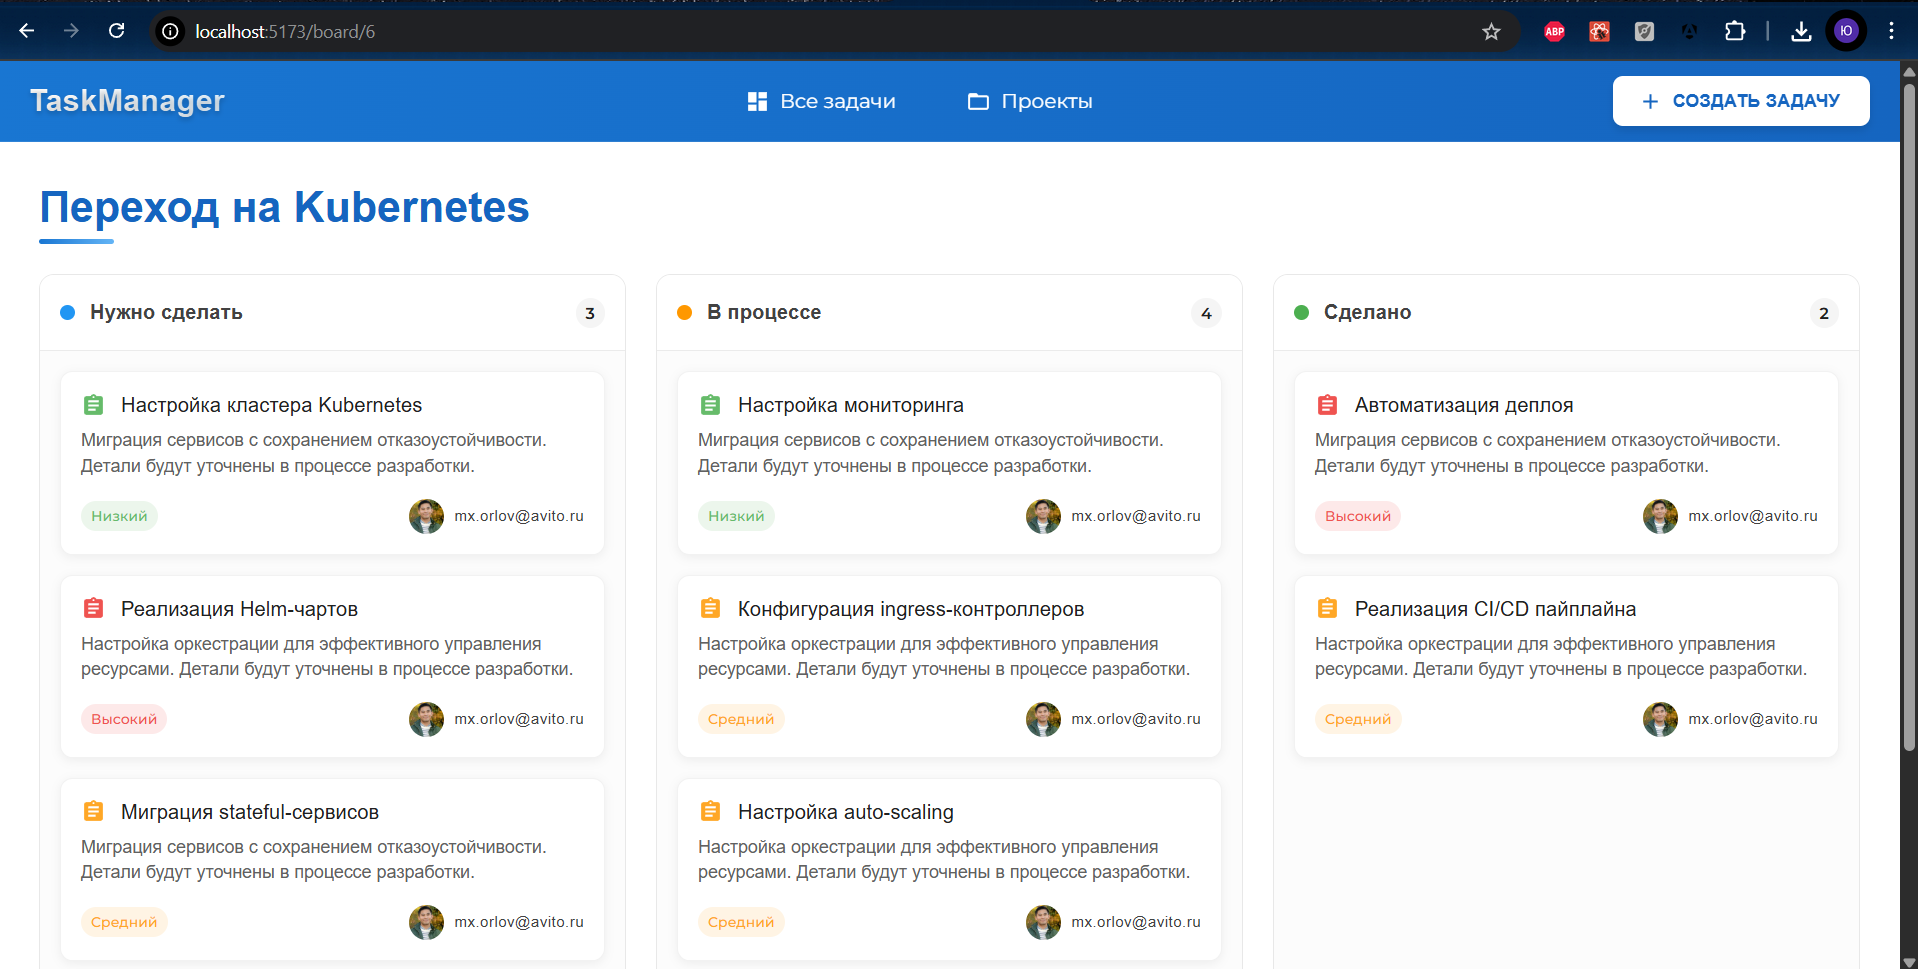 localhost:5173/board/6
ABP
Ю
TaskManager
Все задачи
Проекты
+ СОЗДАТЬ ЗАДАЧУ
Переход на Kubernetes
Нужно сделать
3
Настройка кластера Kubernetes
Миграция сервисов с сохранением отказоустойчивости.
Детали будут уточнены в процессе разработки.
Низкий
mx.orlov@avito.ru
Реализация Helm-чартов
Настройка оркестрации для эффективного управления
ресурсами. Детали будут уточнены в процессе разработки.
Высокий
mx.orlov@avito.ru
Миграция stateful-сервисов
Миграция сервисов с сохранением отказоустойчивости.
Детали будут уточнены в процессе разработки.
Средний
mx.orlov@avito.ru
В процессе
4
Настройка мониторинга
Миграция сервисов с сохранением отказоустойчивости.
Детали будут уточнены в процессе разработки.
Низкий
mx.orlov@avito.ru
Конфигурация ingress-контроллеров
Настройка оркестрации для эффективного управления
ресурсами. Детали будут уточнены в процессе разработки.
Средний
mx.orlov@avito.ru
Настройка auto-scaling
Настройка оркестрации для эффективного управления
ресурсами. Детали будут уточнены в процессе разработки.
Средний
mx.orlov@avito.ru
Сделано
2
Автоматизация деплоя
Миграция сервисов с сохранением отказоустойчивости.
Детали будут уточнены в процессе разработки.
Высокий
mx.orlov@avito.ru
Реализация CI/CD пайплайна
Настройка оркестрации для эффективного управления
ресурсами. Детали будут уточнены в процессе разработки.
Средний
mx.orlov@avito.ru